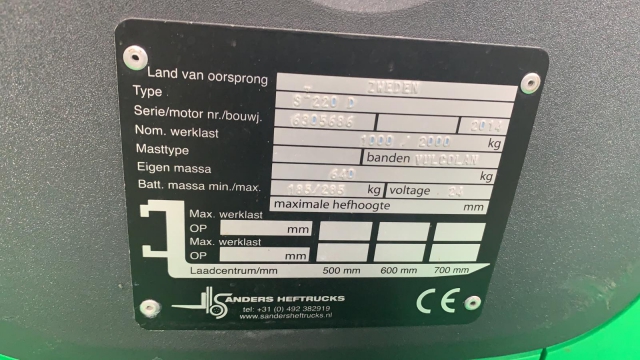 Land van oorsprong - ZWEDEN
Type ST220 D
Serie/motor nr./bouwj. 6305686 2014
Nom. werklast 1000 / 2000 kg
Masttype banden VULCOLAN
Eigen massa 640 kg
Batt. massa min./max. 185/285 kg voltage 24
maximale hefhoogte mm
Max. werklast
OP mm
Max. werklast
OP mm
Laadcentrum/mm 500 mm 600 mm 700 mm
SANDERS HEFTRUCKS
tel: +31 (0) 492 382919
www.sandersheftrucks.nl
CE